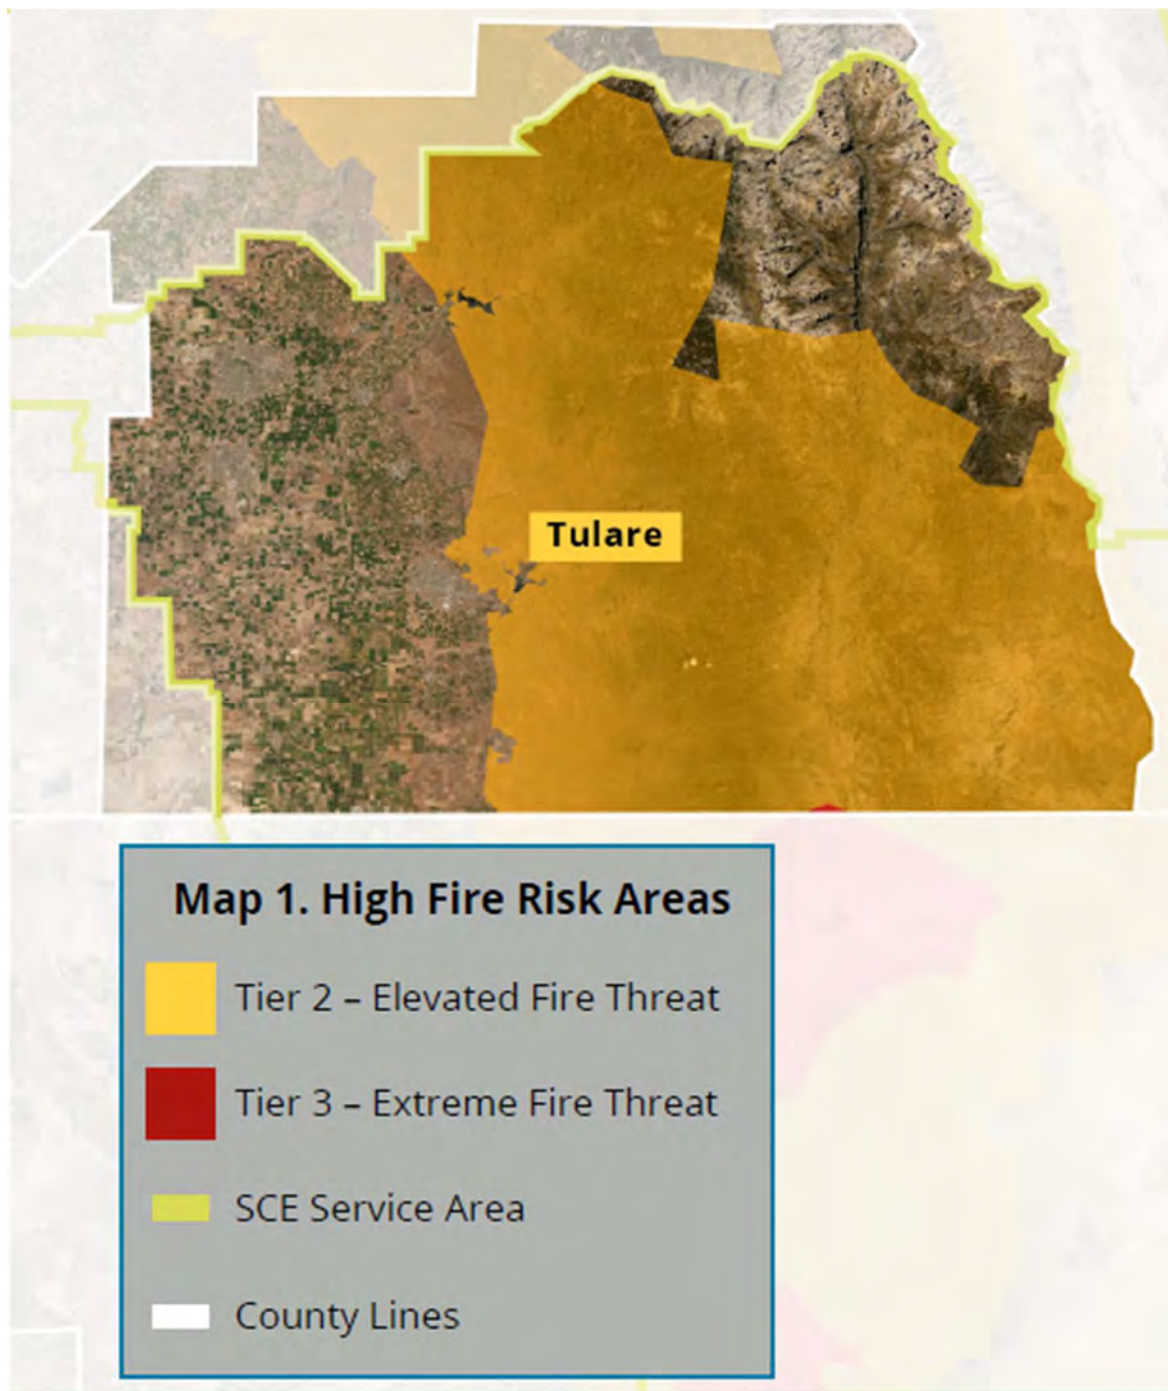 Tulare
Map 1. High Fire Risk Areas
Tier 2 – Elevated Fire Threat
Tier 3 – Extreme Fire Threat
SCE Service Area
County Lines